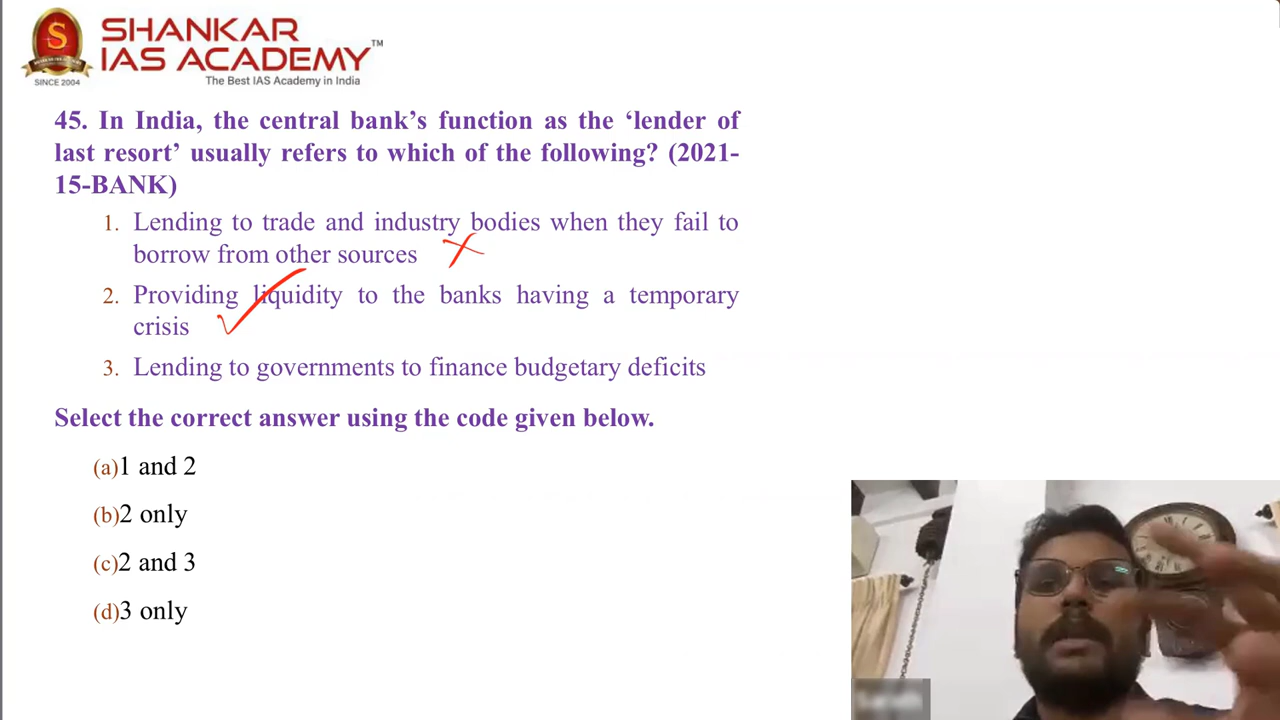 SHANKAR
IAS ACADEMY™
The Best IAS Academy in India
SINCE 2004
45. In India, the central bank’s function as the ‘lender of
last resort’ usually refers to which of the following? (2021-
15-BANK)
1. Lending to trade and industry bodies when they fail to
borrow from other sources
2. Providing liquidity to the banks having a temporary
crisis
3. Lending to governments to finance budgetary deficits
Select the correct answer using the code given below.
(a)1 and 2
(b)2 only
(c)2 and 3
(d)3 only